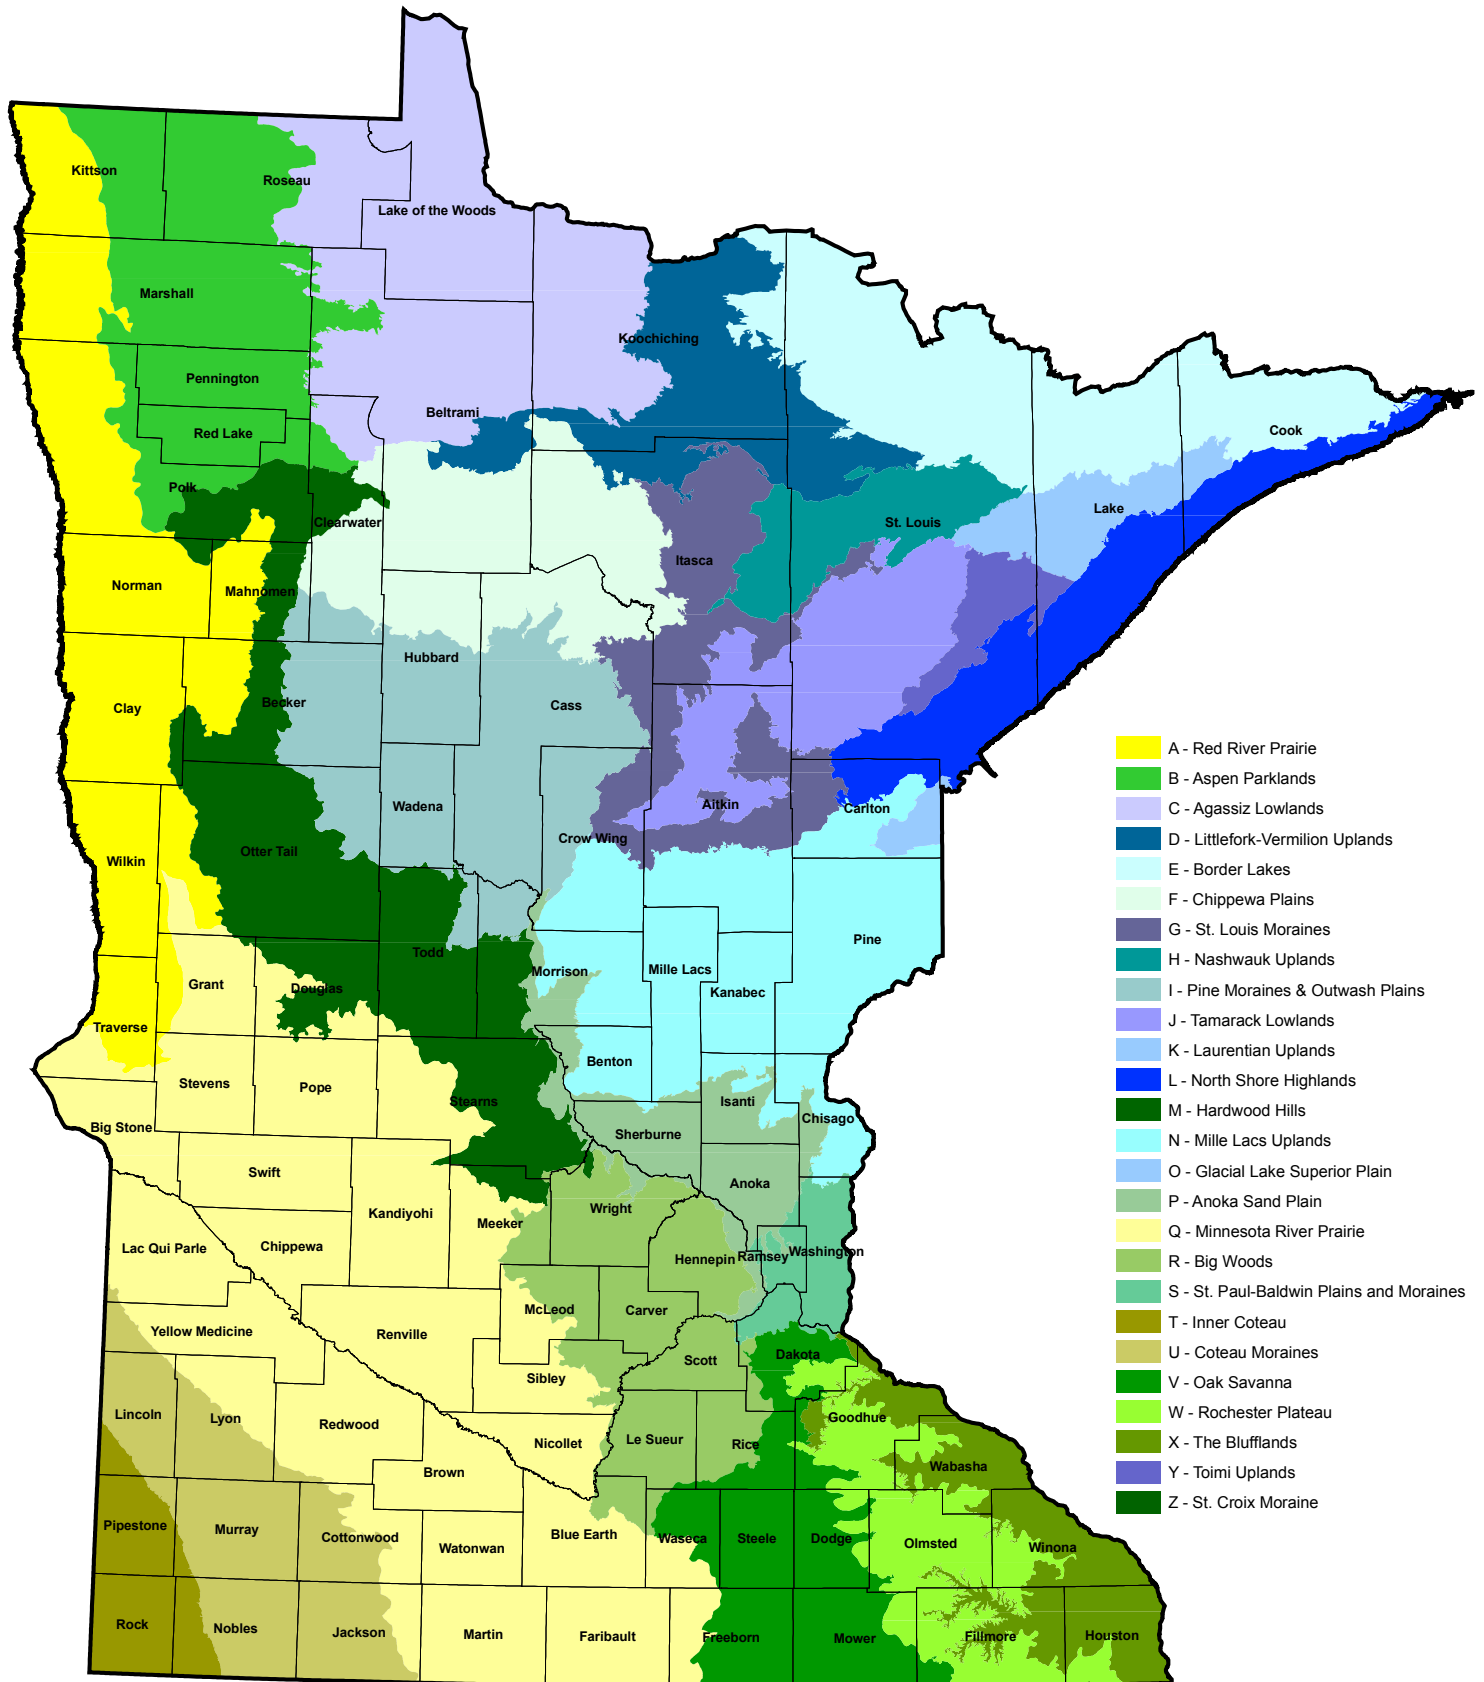 Kittson
Roseau
Lake of the Woods
Marshall
Koochiching
Pennington
Beltrami
Red Lake
Cook
Polk
Clearwater
Lake
St. Louis
Itasca
Norman
Mahnomen
Hubbard
Becker
Cass
Clay
Wadena
Aitkin
Carlton
Crow Wing
Otter Tail
Wilkin
Pine
Todd
Morrison
Mille Lacs
Grant
Douglas
Kanabec
Traverse
Benton
Stevens
Pope
Stearns
Isanti
Chisago
Big Stone
Sherburne
Swift
Anoka
Kandiyohi
Wright
Meeker
Lac Qui Parle
Chippewa
Hennepin
Ramsey
Washington
McLeod
Carver
Yellow Medicine
Renville
Scott
Dakota
Sibley
Lincoln
Lyon
Redwood
Goodhue
Nicollet
Le Sueur
Rice
Brown
Wabasha
Pipestone
Murray
Cottonwood
Watonwan
Blue Earth
Waseca
Steele
Dodge
Olmsted
Winona
Rock
Nobles
Jackson
Martin
Faribault
Freeborn
Mower
Fillmore
Houston
A - Red River Prairie
B - Aspen Parklands
C - Agassiz Lowlands
D - Littlefork-Vermilion Uplands
E - Border Lakes
F - Chippewa Plains
G - St. Louis Moraines
H - Nashwauk Uplands
I - Pine Moraines & Outwash Plains
J - Tamarack Lowlands
K - Laurentian Uplands
L - North Shore Highlands
M - Hardwood Hills
N - Mille Lacs Uplands
O - Glacial Lake Superior Plain
P - Anoka Sand Plain
Q - Minnesota River Prairie
R - Big Woods
S - St. Paul-Baldwin Plains and Moraines
T - Inner Coteau
U - Coteau Moraines
V - Oak Savanna
W - Rochester Plateau
X - The Blufflands
Y - Toimi Uplands
Z - St. Croix Moraine